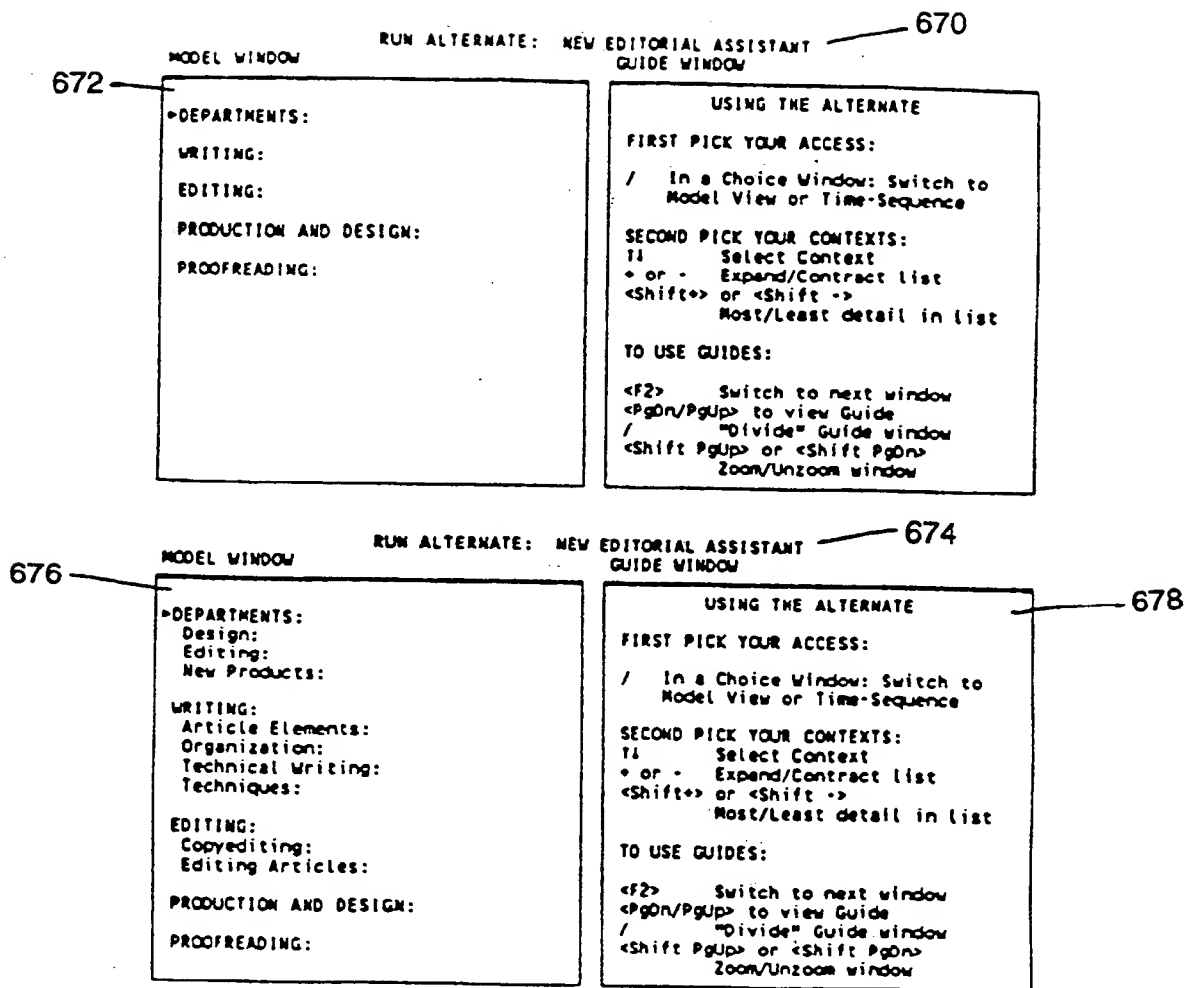 RUN ALTERNATE: NEW EDITORIAL ASSISTANT
670
MODEL WINDOW
GUIDE WINDOW
672
►DEPARTMENTS:
WRITING:
EDITING:
PRODUCTION AND DESIGN:
PROOFREADING:
USING THE ALTERNATE
FIRST PICK YOUR ACCESS:
/ In a Choice Window: Switch to
Model View or Time-Sequence
SECOND PICK YOUR CONTEXTS:
↑↓ Select Context
+ or - Expand/Contract list
<Shift+> or <Shift ->
Most/Least detail in list
TO USE GUIDES:
<F2> Switch to next window
<PgDn/PgUp> to view Guide
/ "Divide" Guide window
<Shift PgUp> or <Shift PgDn>
Zoom/Unzoom window
RUN ALTERNATE: NEW EDITORIAL ASSISTANT
674
MODEL WINDOW
GUIDE WINDOW
676
►DEPARTMENTS:
Design:
Editing:
New Products:
WRITING:
Article Elements:
Organization:
Technical Writing:
Techniques:
EDITING:
Copyediting:
Editing Articles:
PRODUCTION AND DESIGN:
PROOFREADING:
678
USING THE ALTERNATE
FIRST PICK YOUR ACCESS:
/ In a Choice Window: Switch to
Model View or Time-Sequence
SECOND PICK YOUR CONTEXTS:
↑↓ Select Context
+ or - Expand/Contract list
<Shift+> or <Shift ->
Most/Least detail in list
TO USE GUIDES:
<F2> Switch to next window
<PgDn/PgUp> to view Guide
/ "Divide" Guide window
<Shift PgUp> or <Shift PgDn>
Zoom/Unzoom window